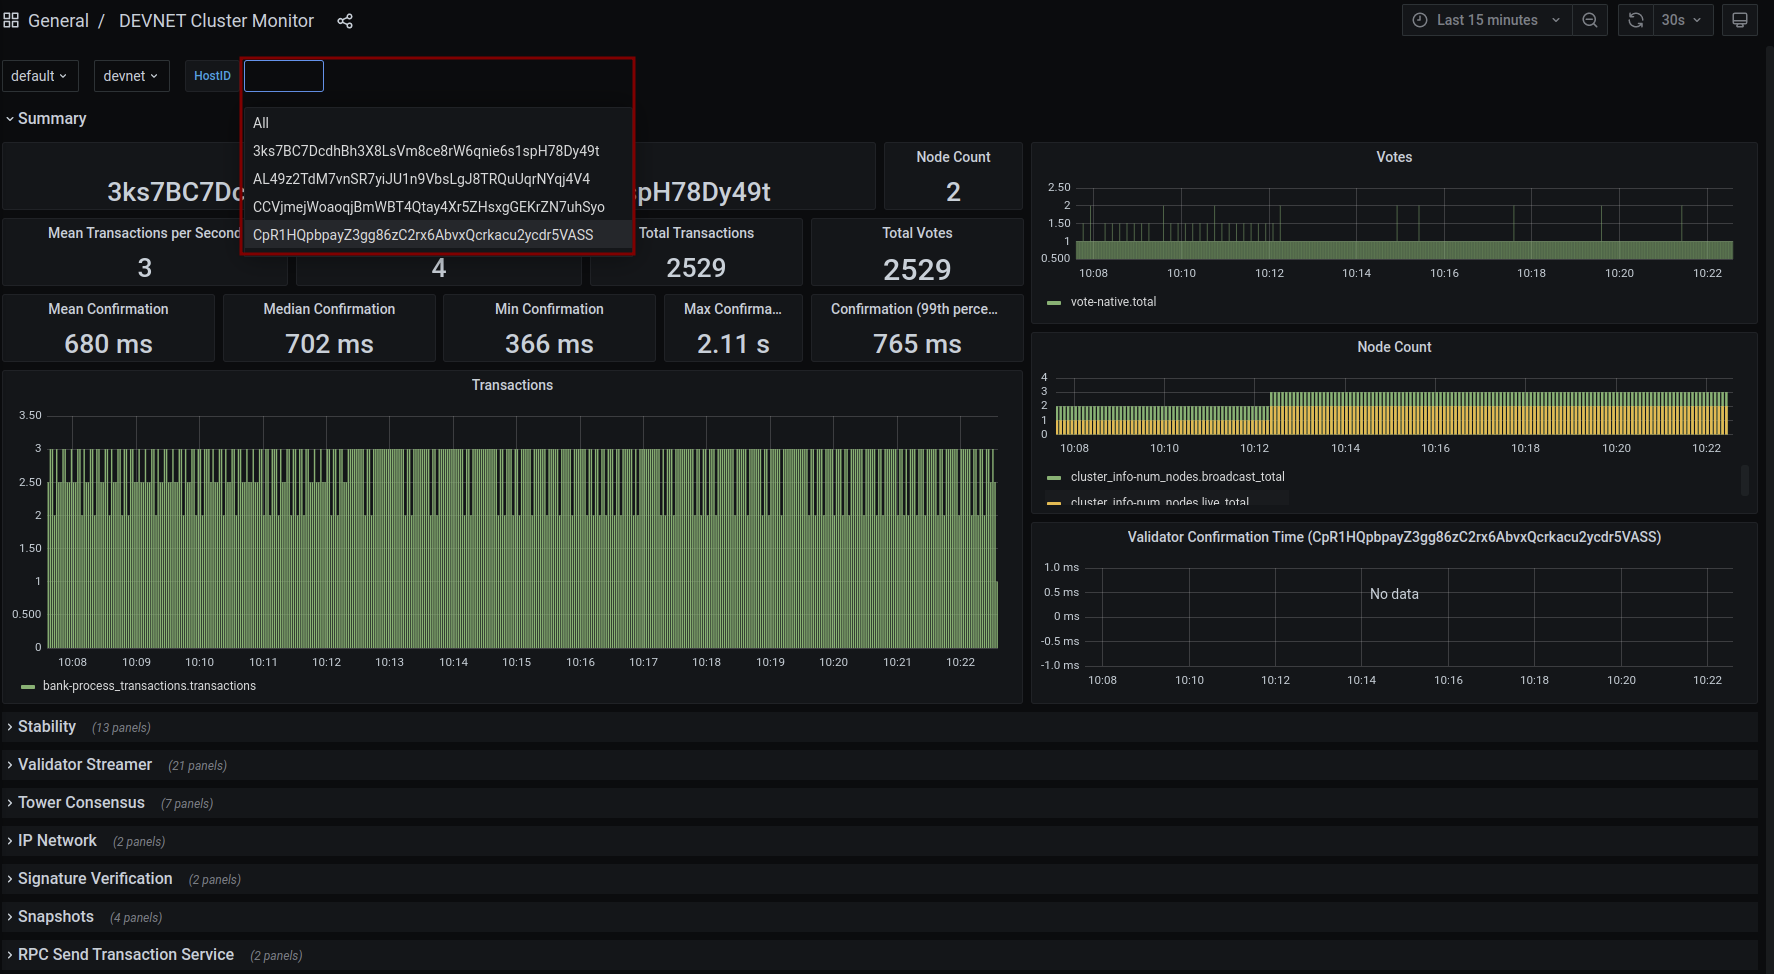 General / DEVNET Cluster Monitor
Last 15 minutes
30s
default
devnet
HostID
Summary
All
3ks7BC7DcdhBh3X8LsVm8ce8rW6qnie6s1spH78Dy49t
AL49z2TdM7vnSR7yiJU1n9VbsLgJ8TRQuUqrNYqj4V4
CCVjmejWoaoqjBmWBT4Qtay4Xr5ZHsxgGEKrZN7uhSyo
CpR1HQpbpayZ3gg86zC2rx6AbvxQcrkacu2ycdr5VASS
3ks7BC7Dc
pH78Dy49t
Node Count
2
Mean Transactions per Second
3
4
Total Transactions
2529
Total Votes
2529
Mean Confirmation
680 ms
Median Confirmation
702 ms
Min Confirmation
366 ms
Max Confirma...
2.11 s
Confirmation (99th perce...
765 ms
Transactions
3.50
3
2.50
2
1.50
1
0.500
0
10:08 10:09 10:10 10:11 10:12 10:13 10:14 10:15 10:16 10:17 10:18 10:19 10:20 10:21 10:22
bank-process_transactions.transactions
Votes
2.50
2
1.50
1
0.500
10:08 10:10 10:12 10:14 10:16 10:18 10:20 10:22
vote-native.total
Node Count
4
3
2
1
0
10:08 10:10 10:12 10:14 10:16 10:18 10:20 10:22
cluster_info-num_nodes.broadcast_total
cluster_info-num_nodes.live_total
Validator Confirmation Time (CpR1HQpbpayZ3gg86zC2rx6AbvxQcrkacu2ycdr5VASS)
1.0 ms
0.5 ms
0 ms
-0.5 ms
-1.0 ms
No data
10:08 10:10 10:12 10:14 10:16 10:18 10:20 10:22
Stability (13 panels)
Validator Streamer (21 panels)
Tower Consensus (7 panels)
IP Network (2 panels)
Signature Verification (2 panels)
Snapshots (4 panels)
RPC Send Transaction Service (2 panels)